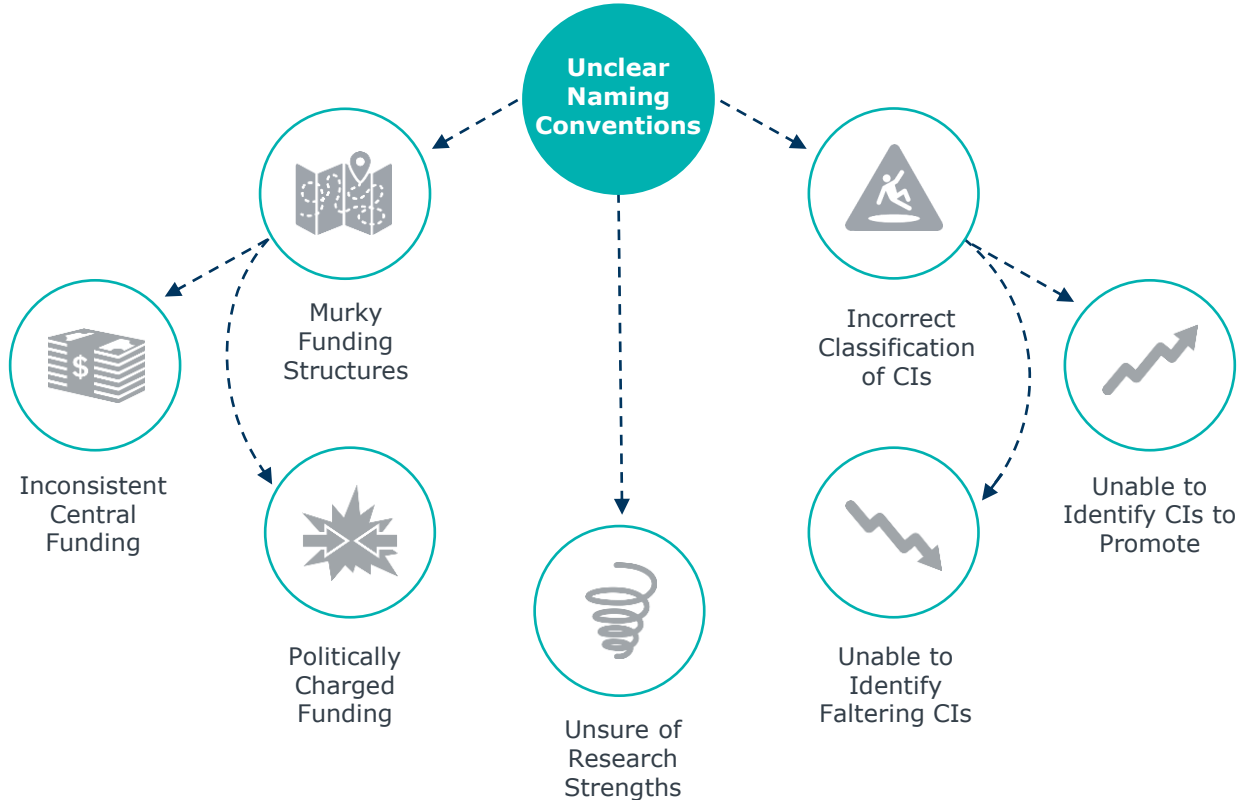 Unclear
Naming
Conventions
Murky
Funding
Structures
Incorrect
Classification
of CIs
$
Inconsistent
Central
Funding
Unable to
Identify CIs to
Promote
Politically
Charged
Funding
Unable to
Identify
Faltering CIs
Unsure of
Research
Strengths